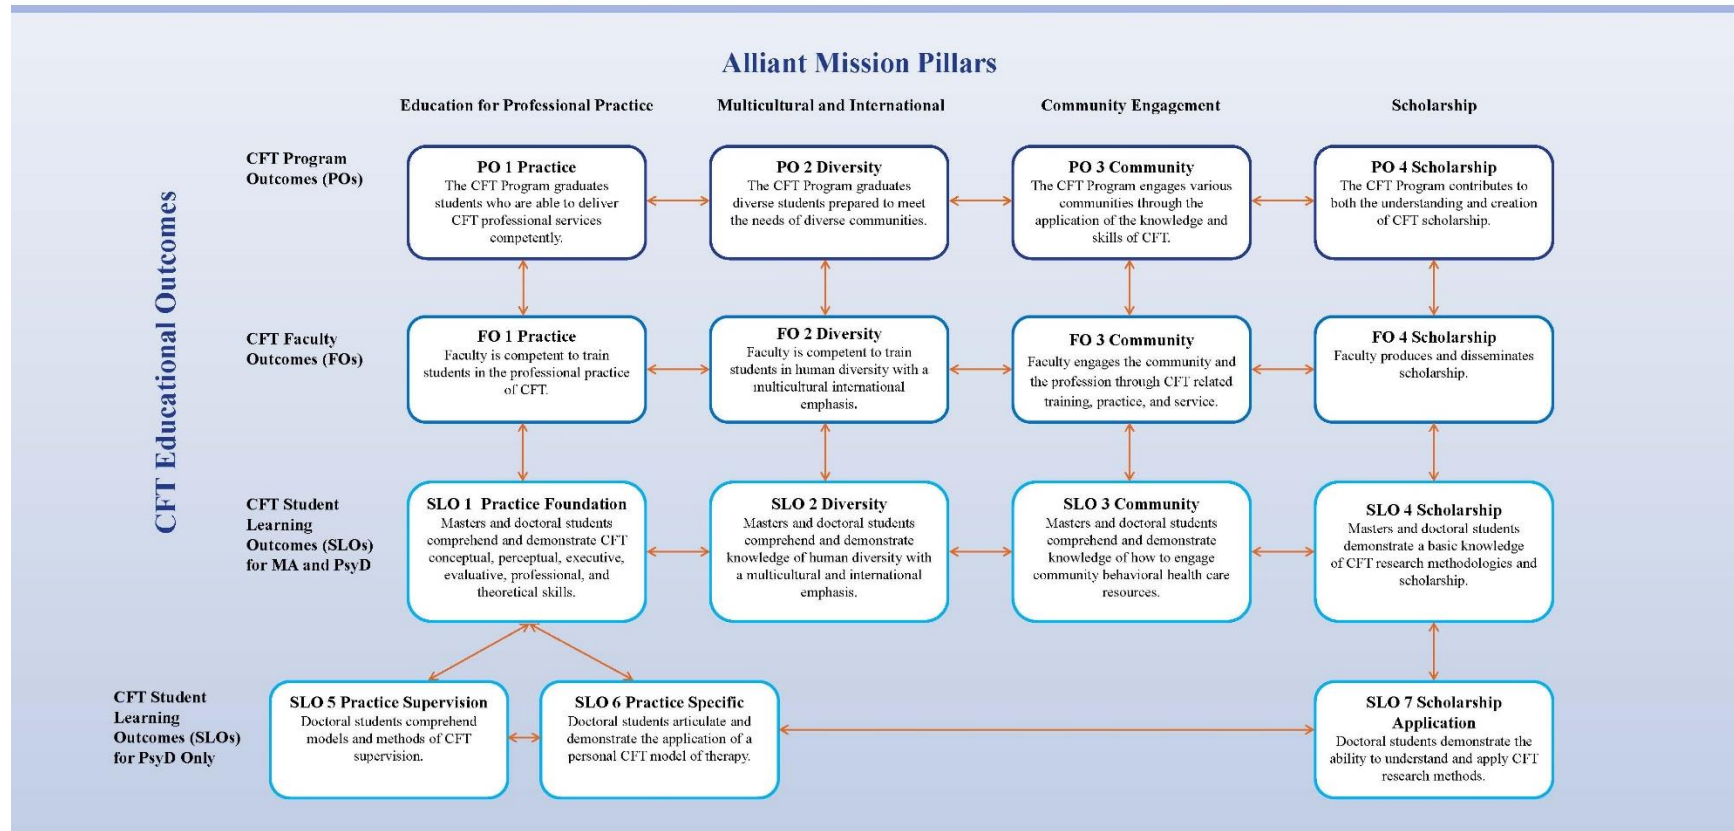 Alliant Mission Pillars
Education for Professional Practice
Multicultural and International
Community Engagement
Scholarship
CFT Educational Outcomes
CFT Program
Outcomes (POs)
PO 1 Practice
The CFT Program graduates
students who are able to deliver
CFT professional services
competently.
PO 2 Diversity
The CFT Program graduates
diverse students prepared to meet
the needs of diverse communities.
PO 3 Community
The CFT Program engages various
communities through the
application of the knowledge and
skills of CFT.
PO 4 Scholarship
The CFT Program contributes to
both the understanding and creation
of CFT scholarship.
CFT Faculty
Outcomes (FOs)
FO 1 Practice
Faculty is competent to train
students in the professional practice
of CFT.
FO 2 Diversity
Faculty is competent to train
students in human diversity with a
multicultural international
emphasis.
FO 3 Community
Faculty engages the community and
the profession through CFT related
training, practice, and service.
FO 4 Scholarship
Faculty produces and disseminates
scholarship.
CFT Student
Learning
Outcomes (SLOs)
for MA and PsyD
SLO 1 Practice Foundation
Masters and doctoral students
comprehend and demonstrate CFT
conceptual, perceptual, executive,
evaluative, professional, and
theoretical skills.
SLO 2 Diversity
Masters and doctoral students
comprehend and demonstrate
knowledge of human diversity with
a multicultural and international
emphasis.
SLO 3 Community
Masters and doctoral students
comprehend and demonstrate
knowledge of how to engage
community behavioral health care
resources.
SLO 4 Scholarship
Masters and doctoral students
demonstrate a basic knowledge
of CFT research methodologies and
scholarship.
CFT Student
Learning
Outcomes (SLOs)
for PsyD Only
SLO 5 Practice Supervision
Doctoral students comprehend
models and methods of CFT
supervision.
SLO 6 Practice Specific
Doctoral students articulate and
demonstrate the application of a
personal CFT model of therapy.
SLO 7 Scholarship
Application
Doctoral students demonstrate the
ability to understand and apply CFT
research methods.